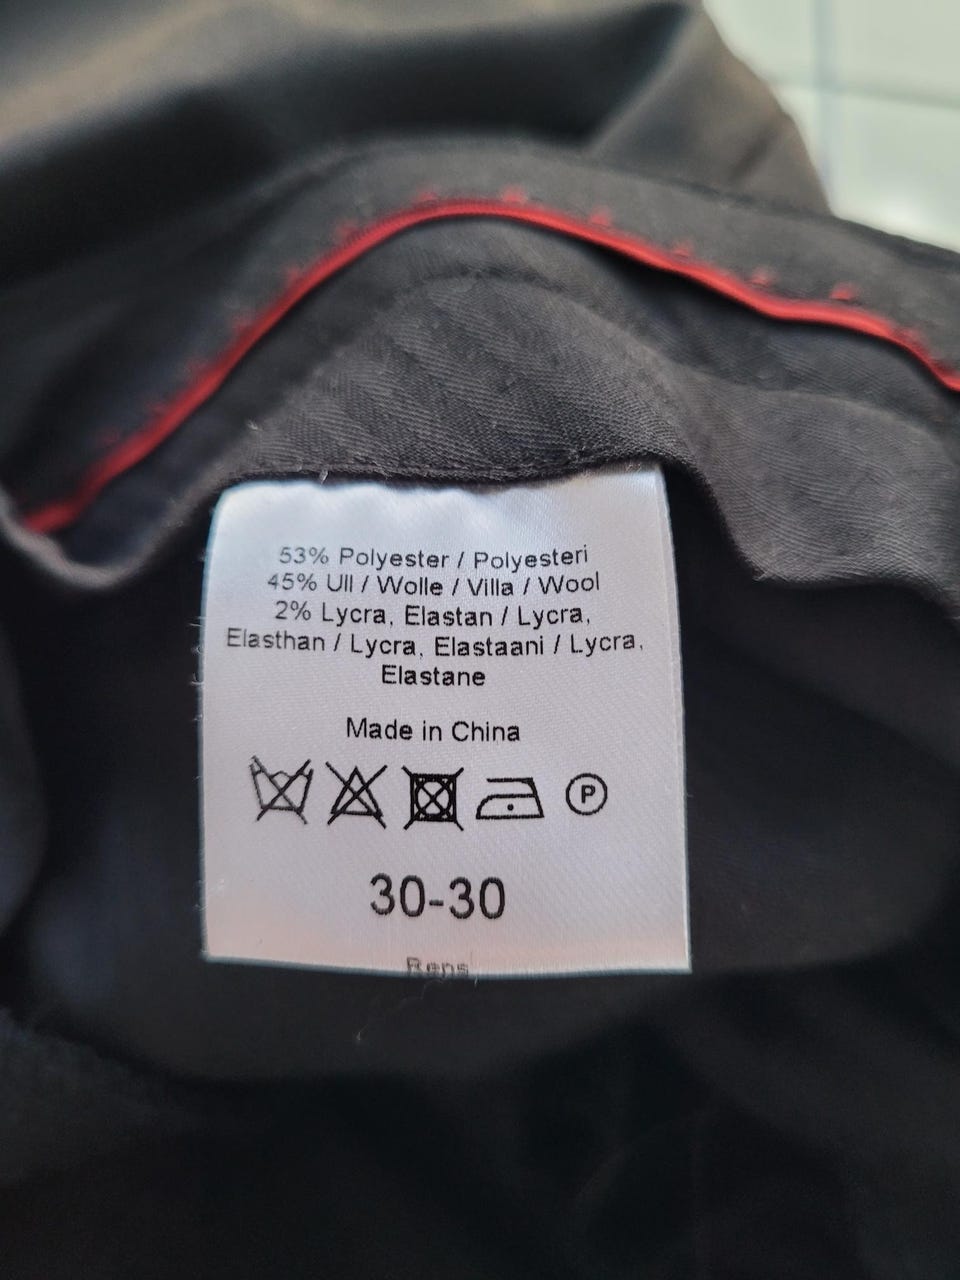 53% Polyester / Polyesteri
45% Ull / Wolle / Villa / Wool
2% Lycra, Elastan / Lycra,
Elasthan / Lycra, Elastaani / Lycra,
Elastane
Made in China
P
30-30
Rens